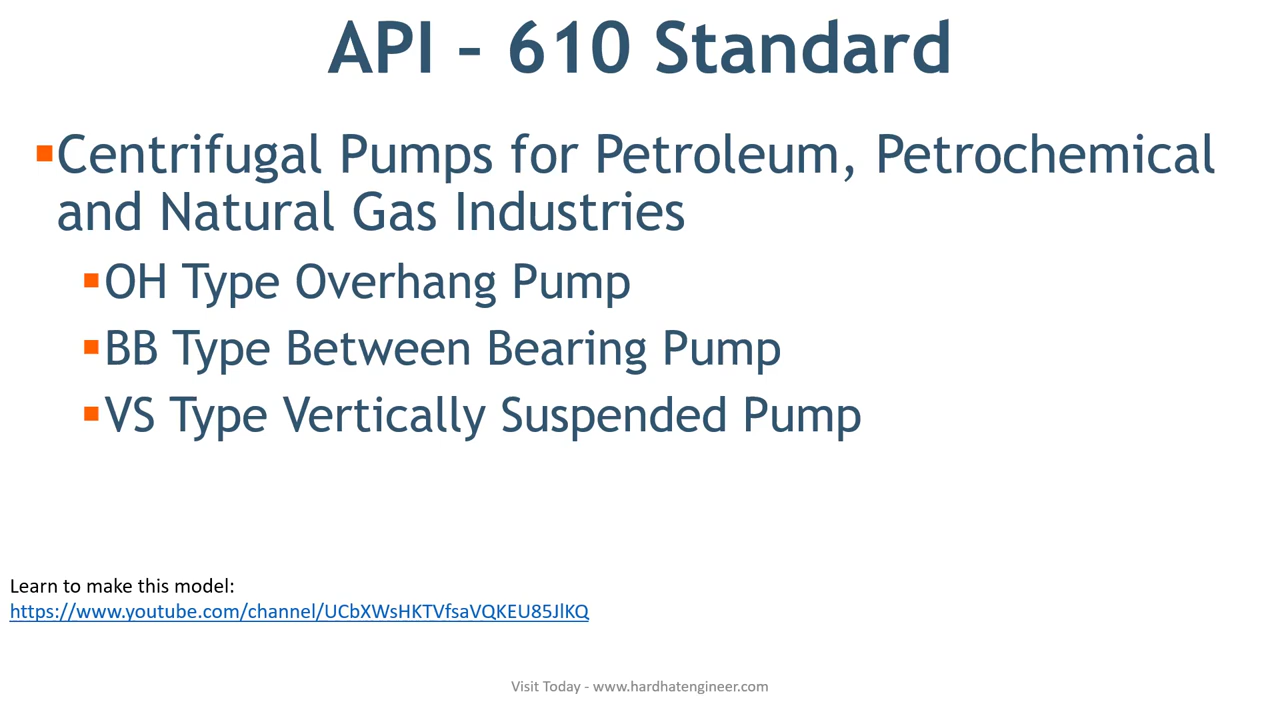 API – 610 Standard
Centrifugal Pumps for Petroleum, Petrochemical
and Natural Gas Industries
OH Type Overhang Pump
BB Type Between Bearing Pump
VS Type Vertically Suspended Pump
Learn to make this model:
https://www.youtube.com/channel/UCbXWsHKTVfsaVQKEU85JlKQ
Visit Today - www.hardhatengineer.com